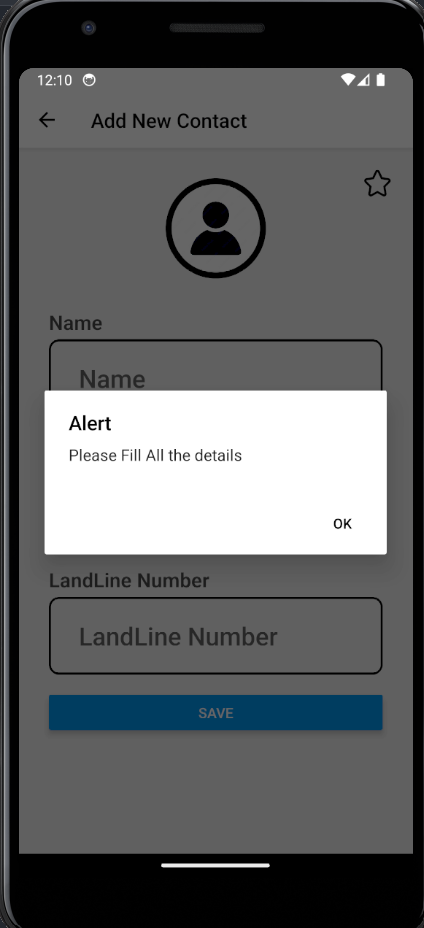 12:10
Add New Contact
Name
Name
Alert
Please Fill All the details
OK
LandLine Number
LandLine Number
SAVE